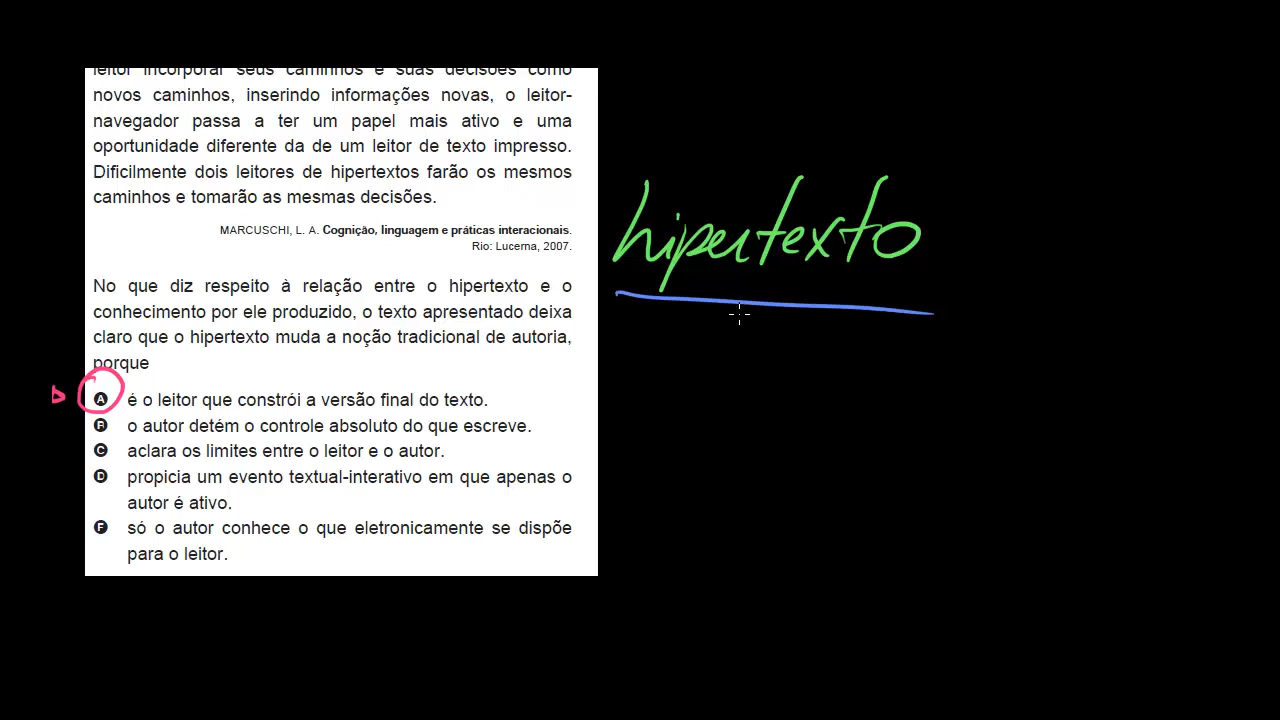 leitor incorporar seus caminhos e suas decisões como
novos caminhos, inserindo informações novas, o leitor-
navegador passa a ter um papel mais ativo e uma
oportunidade diferente da de um leitor de texto impresso.
Dificilmente dois leitores de hipertextos farão os mesmos
caminhos e tomarão as mesmas decisões.
MARCUSCHI, L. A. Cognição, linguagem e práticas interacionais.
Rio: Lucerna, 2007.
No que diz respeito à relação entre o hipertexto e o
conhecimento por ele produzido, o texto apresentado deixa
claro que o hipertexto muda a noção tradicional de autoria,
porque
A é o leitor que constrói a versão final do texto.
B o autor detém o controle absoluto do que escreve.
C aclara os limites entre o leitor e o autor.
D propicia um evento textual-interativo em que apenas o
autor é ativo.
E só o autor conhece o que eletronicamente se dispõe
para o leitor.
hipertexto